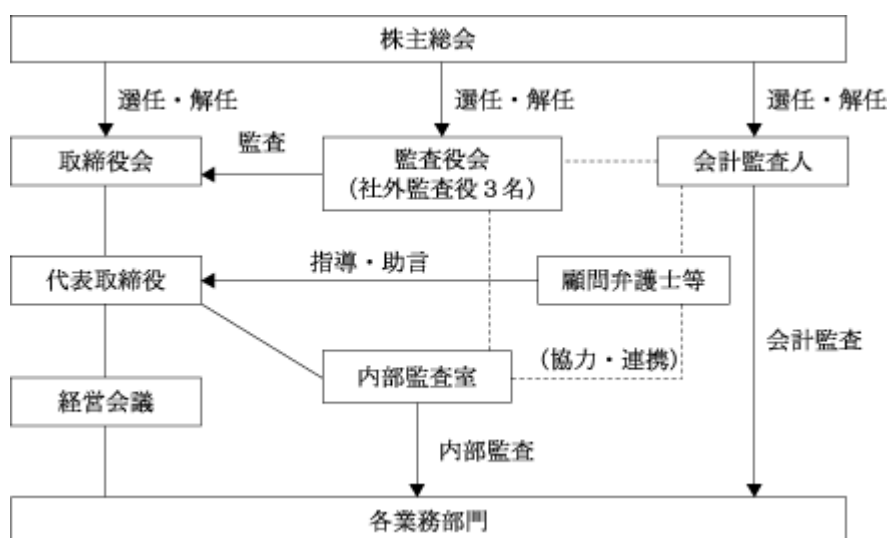 株主総会
選任・解任
選任・解任
選任・解任
取締役会
監査
監査役会
（社外監査役３名）
会計監査人
代表取締役
指導・助言
顧問弁護士等
会計監査
内部監査室
（協力・連携）
経営会議
内部監査
各業務部門